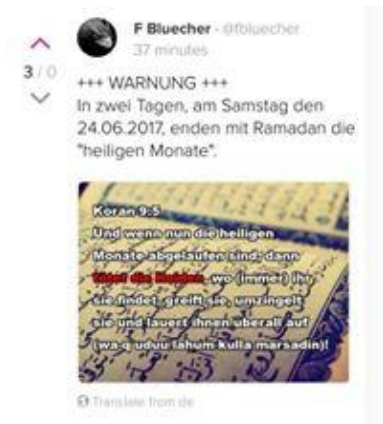 F Bluecher · @fbluecher
37 minutes
3 / 0
+++ WARNUNG +++
In zwei Tagen, am Samstag den
24.06.2017, enden mit Ramadan die
"heiligen Monate".
Koran 9:5
Und wenn nun die heiligen
Monate abgelaufen sind, dann
tötet die Heiden, wo (immer) ihr
sie findet, greift sie, umzingelt
sie und lauert ihnen überall auf
(wa-q'uduu lahum kulla marsadin)!
Translate from de